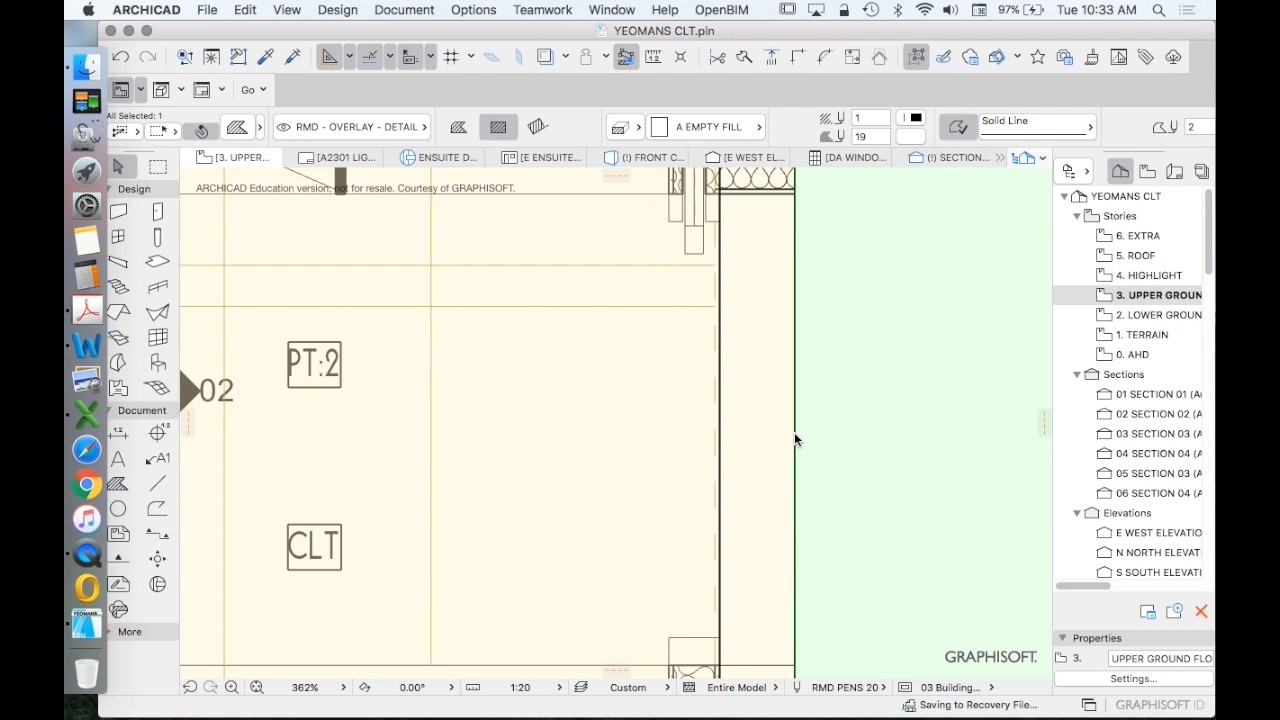 ARCHICAD File Edit View Design Document Options Teamwork Window Help OpenBIM 97% Tue 10:33 AM
YEOMANS CLT.pln
Go
All Selected: 1
RMD - OVERLAY - DETAIL
A EMPTY FILL
1
19
Solid Line
2
[3. UPPER... [A2301 LIG... ENSUITE D... [E ENSUITE... (!) FRONT C... [E WEST EL... [DA WINDO... (!) SECTION...
Design
Document
A1
More
ARCHICAD Education version, not for resale. Courtesy of GRAPHISOFT.
PT:2
02
CLT
GRAPHISOFT.
YEOMANS CLT
Stories
6. EXTRA
5. ROOF
4. HIGHLIGHT
3. UPPER GROUN
2. LOWER GROUN
1. TERRAIN
0. AHD
Sections
01 SECTION 01 (A
02 SECTION 02 (A
03 SECTION 03 (A
04 SECTION 04 (A
05 SECTION 03 (A
06 SECTION 04 (A
Elevations
E WEST ELEVATIO
N NORTH ELEVAT
S SOUTH ELEVATI
Properties
3. UPPER GROUND FLO
Settings...
362% 0.00° 1:20 Custom Entire Model RMD PENS 20 03 Building...
Saving to Recovery File...
GRAPHISOFT ID